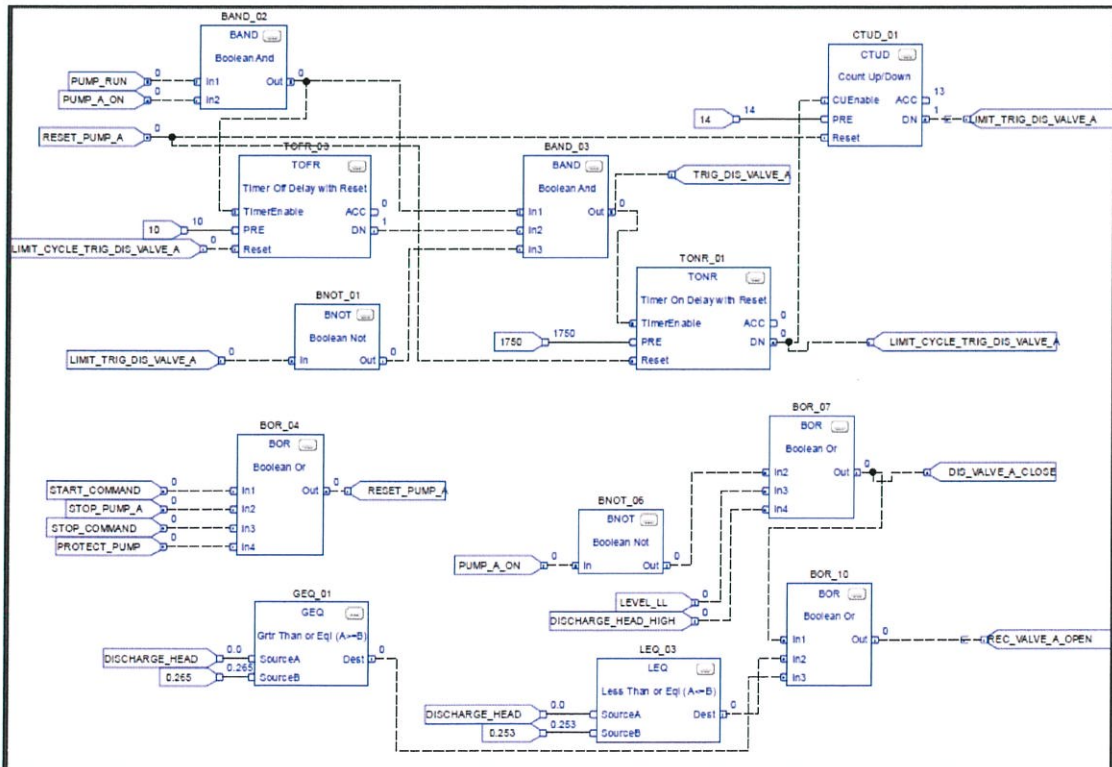 BAND_02
BAND
Boolean And
PUMP_RUN 0 In1 Out 0
PUMP_A_ON 0 In2
RESET_PUMP_A 0
CTUD_01
CTUD
Count Up/Down
CUEnable ACC 13
14 14 PRE DN 1 LIMIT_TRIG_DIS_VALVE_A
Reset
TOFR_03
TOFR
Timer Off Delay with Reset
TimerEnable ACC 0
10 10 PRE DN 1
LIMIT_CYCLE_TRIG_DIS_VALVE_A 0 Reset
BAND_03
BAND
Boolean And
In1 Out 0
In2
In3
TRIG_DIS_VALVE_A 0
BNOT_01
BNOT
Boolean Not
LIMIT_TRIG_DIS_VALVE_A 0 In Out 0
TONR_01
TONR
Timer On Delay with Reset
TimerEnable ACC 0
1750 1750 PRE DN 0
Reset
0 LIMIT_CYCLE_TRIG_DIS_VALVE_A
BOR_04
BOR
Boolean Or
START_COMMAND 0 In1 Out 0 RESET_PUMP_A
STOP_PUMP_A 0 In2
STOP_COMMAND 0 In3
PROTECT_PUMP 0 In4
BOR_07
BOR
Boolean Or
In2 Out 0 0 DIS_VALVE_A_CLOSE
In3
In4
BNOT_06
BNOT
Boolean Not
PUMP_A_ON 0 In Out 0
LEVEL_LL 0
DISCHARGE_HEAD_HIGH 0
BOR_10
BOR
Boolean Or
In1 Out 0 0 REC_VALVE_A_OPEN
In2
In3
GEQ_01
GEQ
Grtr Than or Eql (A>=B)
DISCHARGE_HEAD 0.0 SourceA Dest 0
0.265 0.265 SourceB
LEQ_03
LEQ
Less Than or Eql (A<=B)
DISCHARGE_HEAD 0.0 SourceA Dest 0
0.253 0.253 SourceB